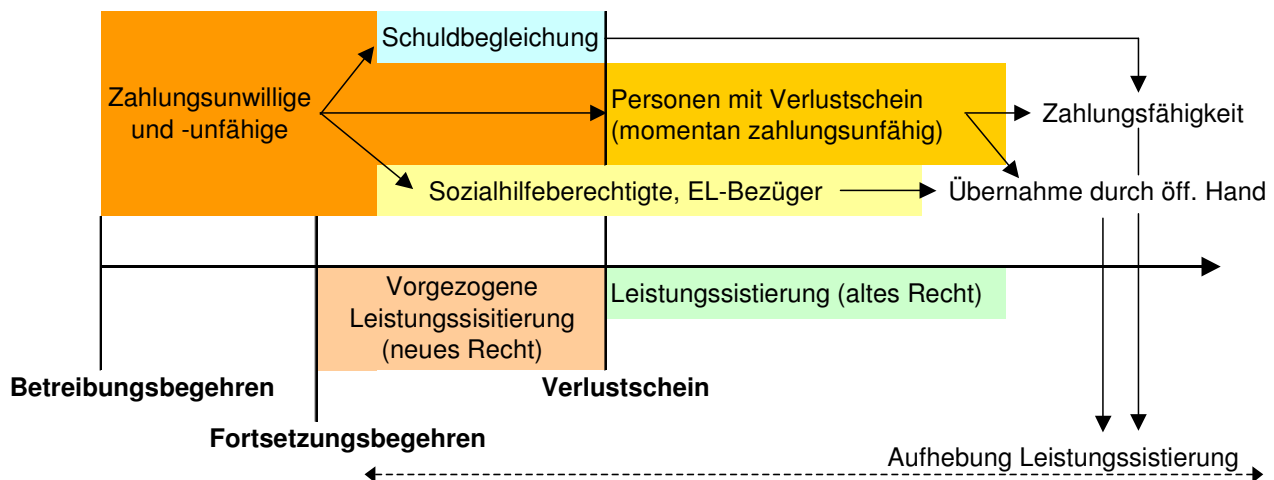 Schuldbegleichung
Zahlungsunwillige
und -unfähige
Personen mit Verlustschein
(momentan zahlungsunfähig)
Zahlungsfähigkeit
Sozialhilfeberechtigte, EL-Bezüger
Übernahme durch öff. Hand
Vorgezogene
Leistungssisitierung
(neues Recht)
Leistungssistierung (altes Recht)
Betreibungsbegehren
Verlustschein
Fortsetzungsbegehren
Aufhebung Leistungssistierung